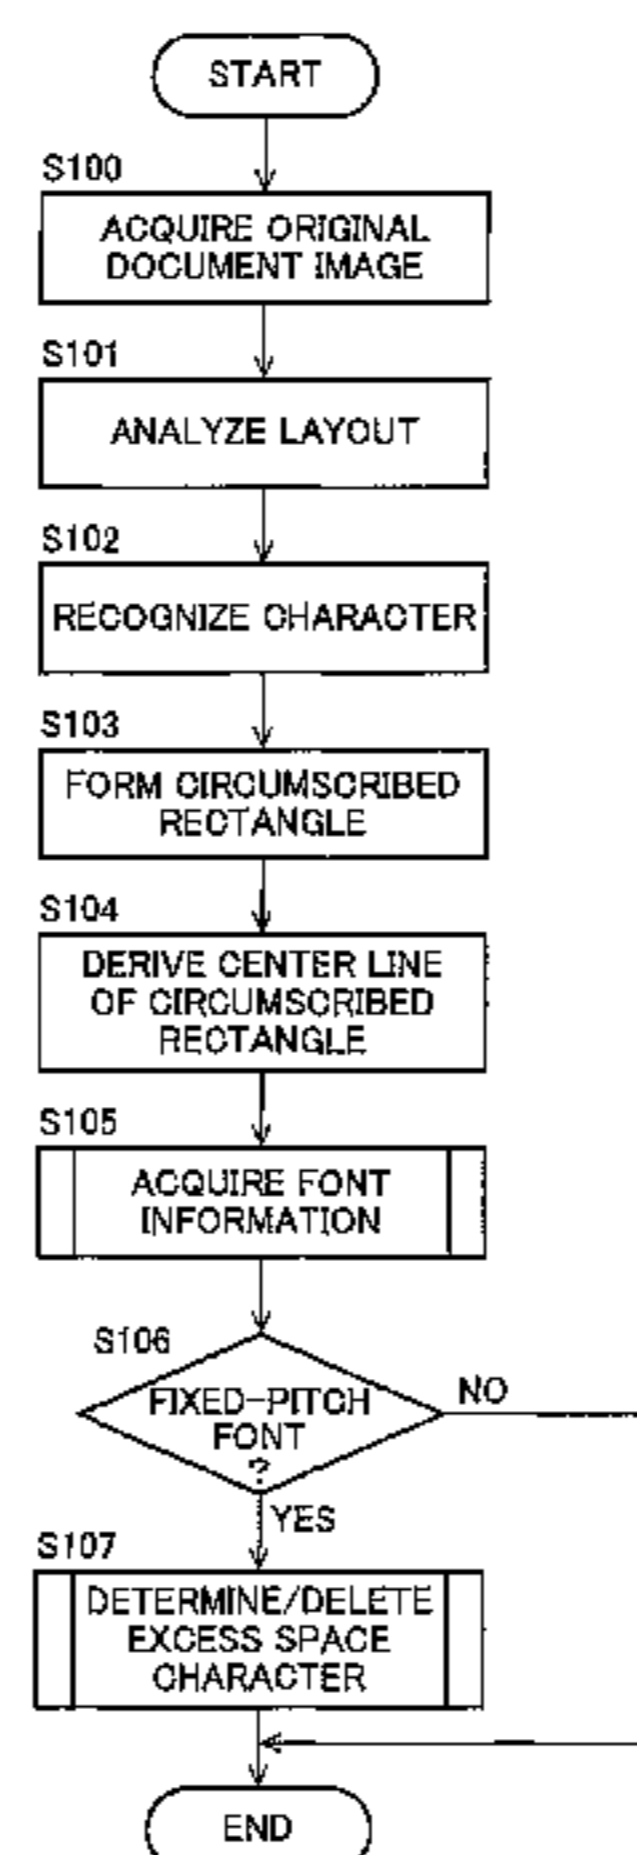 START
S100
ACQUIRE ORIGINAL
DOCUMENT IMAGE
S101
ANALYZE LAYOUT
S102
RECOGNIZE CHARACTER
S103
FORM CIRCUMSCRIBED
RECTANGLE
S104
DERIVE CENTER LINE
OF CIRCUMSCRIBED
RECTANGLE
S105
ACQUIRE FONT
INFORMATION
S106
FIXED-PITCH
FONT
?
NO
YES
S107
DETERMINE/DELETE
EXCESS SPACE
CHARACTER
END